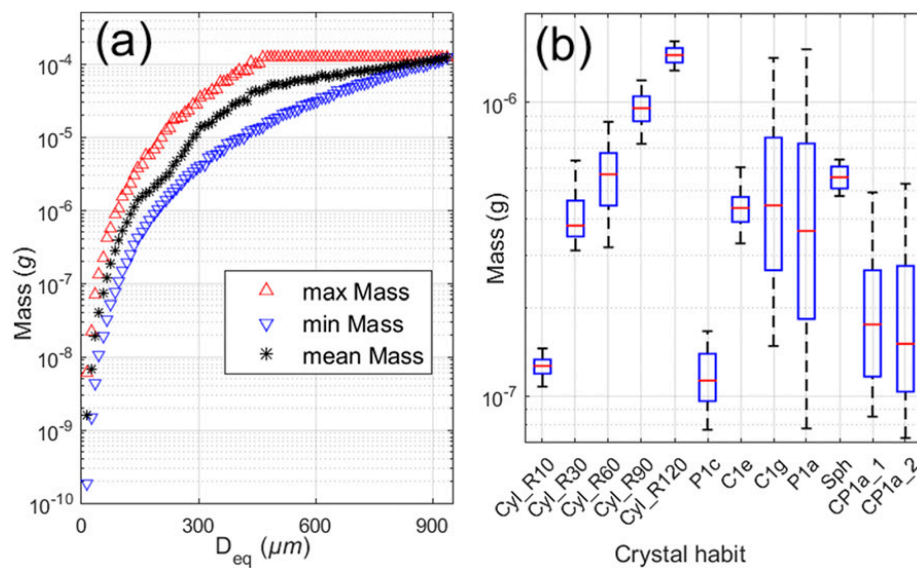 (a)
Mass (g)
10^-4
10^-5
10^-6
10^-7
10^-8
10^-9
10^-10
max Mass
min Mass
mean Mass
0
300
600
900
D_eq (μm)
(b)
Mass (g)
10^-6
10^-7
Cyl_R10
Cyl_R30
Cyl_R60
Cyl_R90
Cyl_R120
P1c
C1e
C1g
P1a
Sph
CP1a_1
CP1a_2
Crystal habit